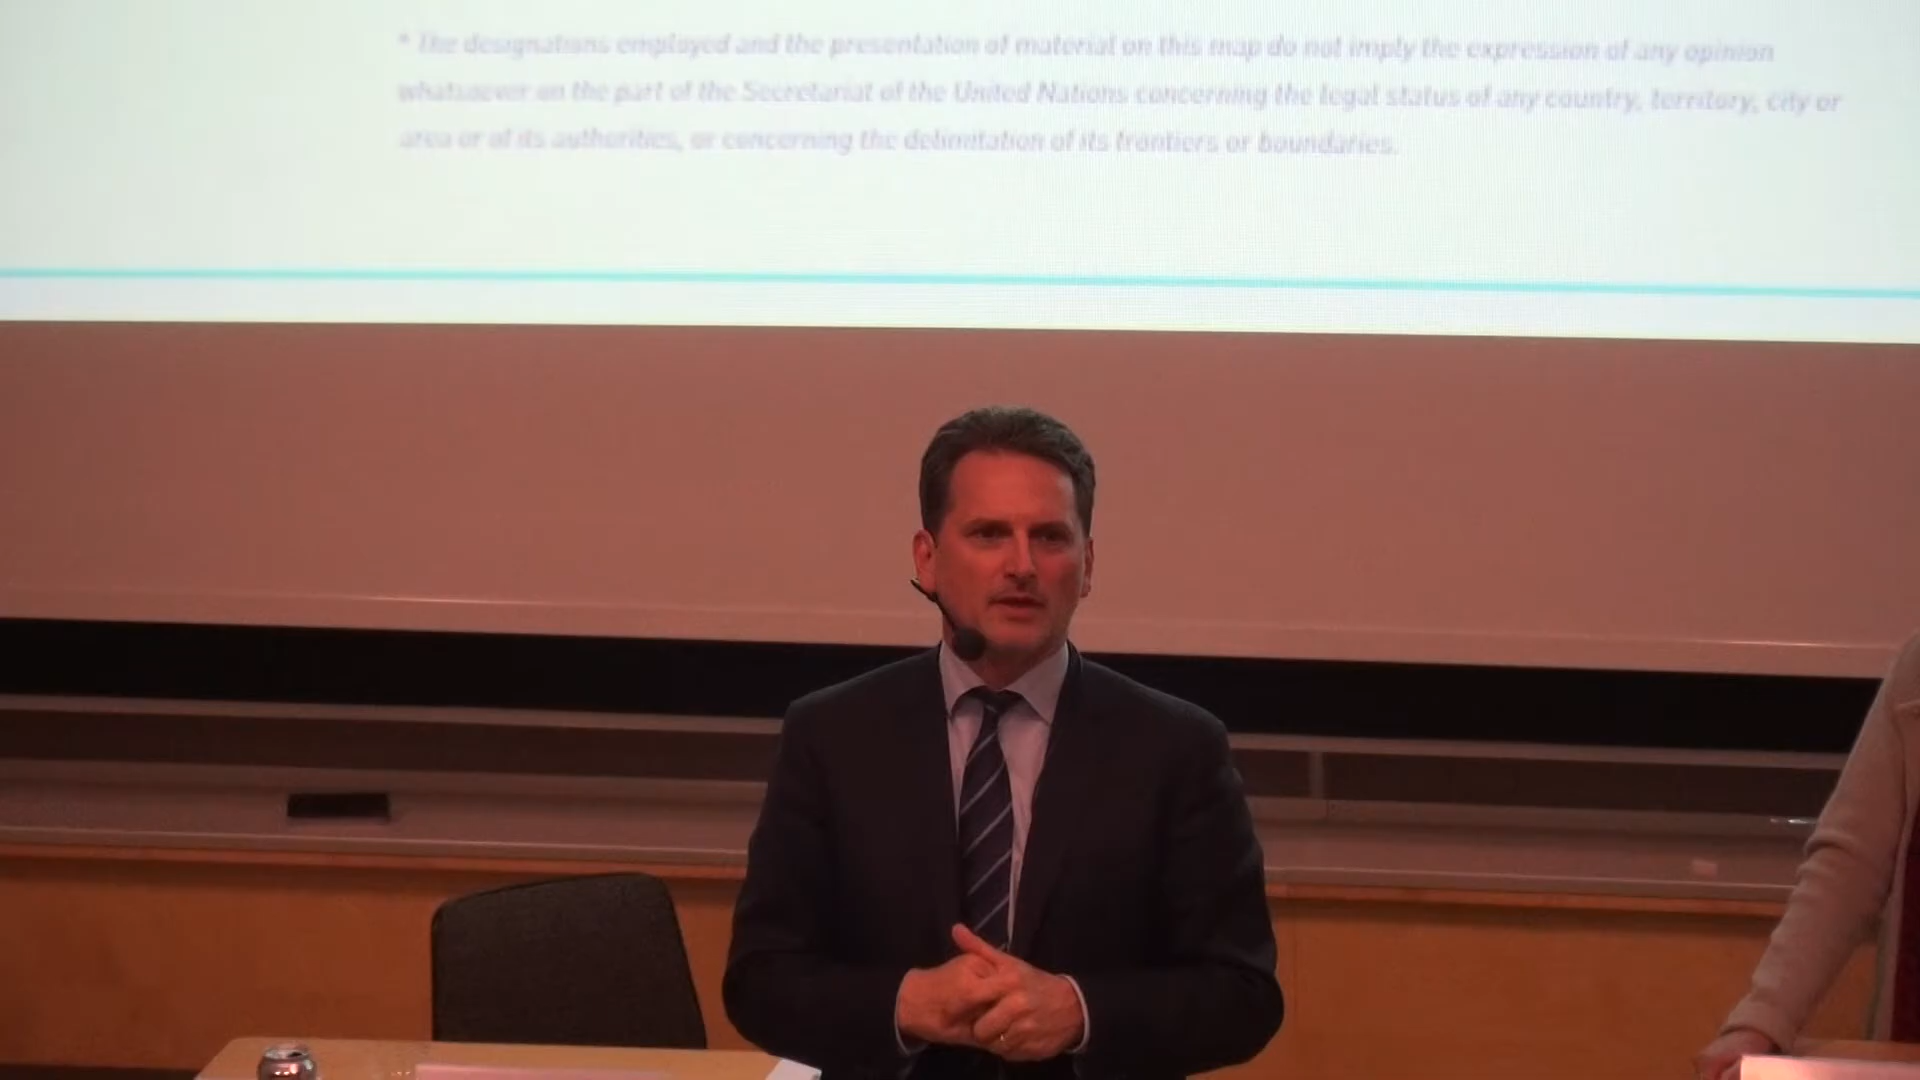 * The designations employed and the presentation of material on this map do not imply the expression of any opinion
whatsoever on the part of the Secretariat of the United Nations concerning the legal status of any country, territory, city or
area or of its authorities, or concerning the delimitation of its frontiers or boundaries.